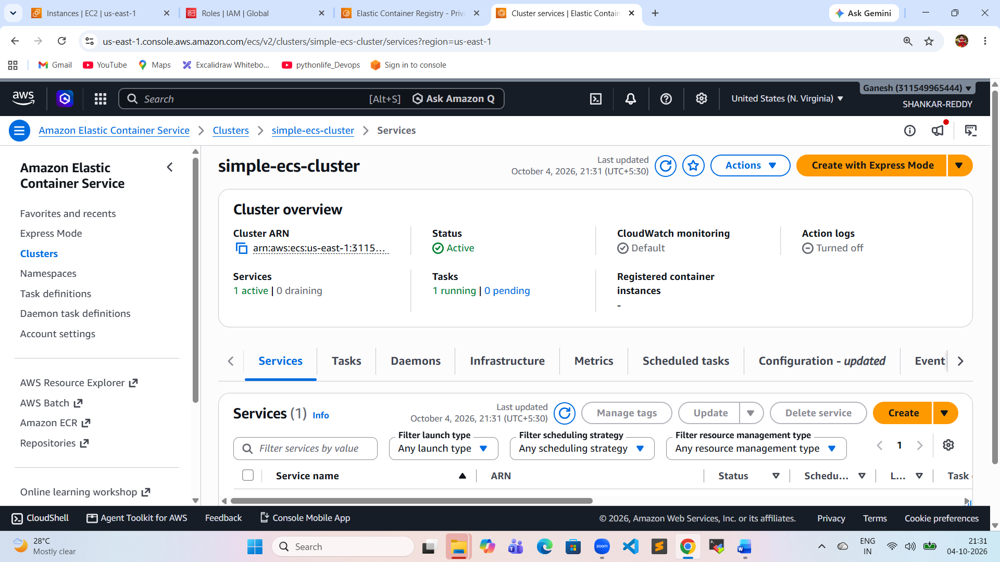 Instances | EC2 | us-east-1
Roles | IAM | Global
Elastic Container Registry - Priva
Cluster services | Elastic Contain
Ask Gemini
us-east-1.console.aws.amazon.com/ecs/v2/clusters/simple-ecs-cluster/services?region=us-east-1
Gmail
YouTube
Maps
Excalidraw Whitebo...
pythonlife_Devops
Sign in to console
aws
Search
[Alt+S]
Ask Amazon Q
United States (N. Virginia)
Ganesh (311549965444)
SHANKAR-REDDY
Amazon Elastic Container Service
Clusters
simple-ecs-cluster
Services
Amazon Elastic
Container Service
Favorites and recents
Express Mode
Clusters
Namespaces
Task definitions
Daemon task definitions
Account settings
AWS Resource Explorer
AWS Batch
Amazon ECR
Repositories
Online learning workshop
simple-ecs-cluster
Last updated
October 4, 2026, 21:31 (UTC+5:30)
Actions
Create with Express Mode
Cluster overview
Cluster ARN
arn:aws:ecs:us-east-1:3115...
Status
Active
CloudWatch monitoring
Default
Action logs
Turned off
Services
1 active | 0 draining
Tasks
1 running | 0 pending
Registered container
instances
-
Services
Tasks
Daemons
Infrastructure
Metrics
Scheduled tasks
Configuration - updated
Event
Services (1) Info
Last updated
October 4, 2026, 21:31 (UTC+5:30)
Manage tags
Update
Delete service
Create
Filter services by value
Filter launch type
Any launch type
Filter scheduling strategy
Any scheduling strategy
Filter resource management type
Any resource management type
1
Service name
ARN
Status
Schedu...
L...
Task
CloudShell
Agent Toolkit for AWS
Feedback
Console Mobile App
© 2026, Amazon Web Services, Inc. or its affiliates.
Privacy
Terms
Cookie preferences
28°C
Mostly clear
Search
zoom
ENG
IN
21:31
04-10-2026